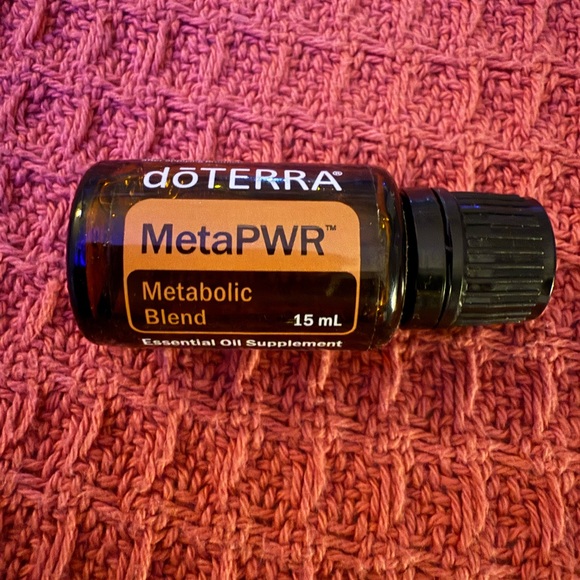 dōTERRA®
MetaPWR™
Metabolic
Blend
15 mL
Essential Oil Supplement